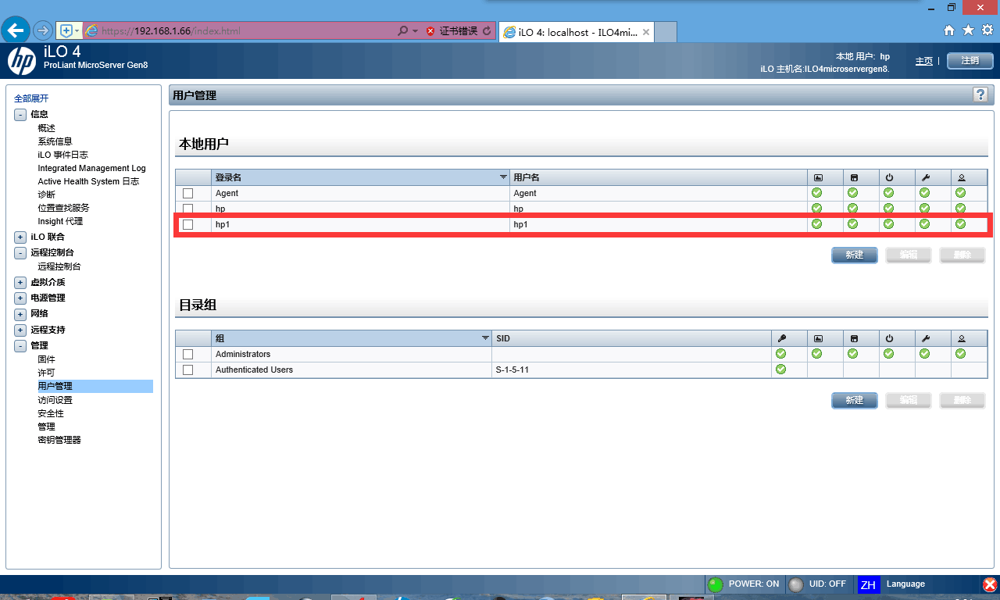 https://192.168.1.66/index.html
证书错误
iLO 4: localhost - ILO4mi...
hp
iLO 4
ProLiant MicroServer Gen8
本地 用户: hp
iLO 主机名:ILO4microservergen8.
主页 |
注销
全部展开
- 信息
概述
系统信息
iLO 事件日志
Integrated Management Log
Active Health System 日志
诊断
位置查找服务
Insight 代理
+ iLO 联合
- 远程控制台
远程控制台
+ 虚拟介质
+ 电源管理
+ 网络
+ 远程支持
- 管理
固件
许可
用户管理
访问设置
安全性
管理
密钥管理器
用户管理
?
本地用户
登录名 用户名
Agent Agent
hp hp
hp1 hp1
新建 编辑 删除
目录组
组 SID
Administrators
Authenticated Users S-1-5-11
新建 编辑 删除
POWER: ON UID: OFF ZH Language